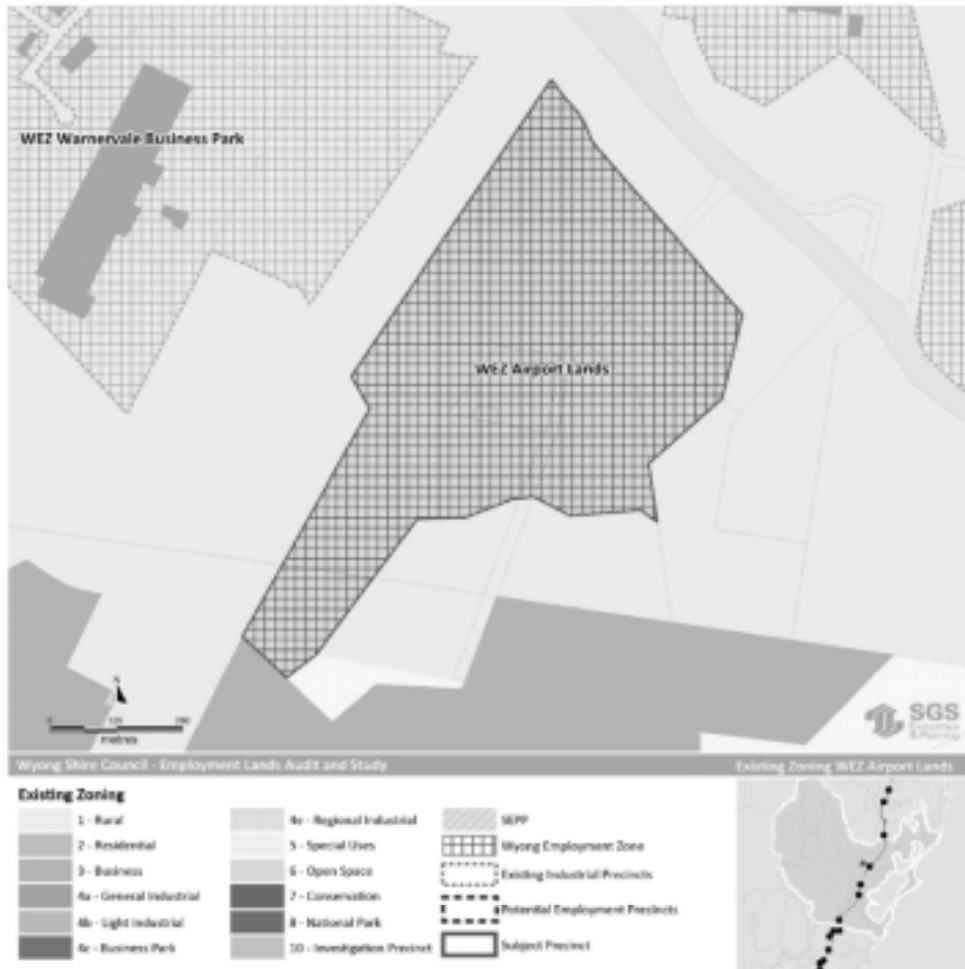 WEZ Warnervale Business Park
WEZ Airport Lands
N
0
metres
SGS
Economics
& Planning
Wyong Shire Council - Employment Lands Audit and Study
Existing Zoning WEZ Airport Lands
Existing Zoning
1 - Rural
2 - Residential
3 - Business
4a - General Industrial
4b - Light Industrial
4c - Business Park
4e - Regional Industrial
5 - Special Uses
6 - Open Space
7 - Conservation
8 - National Park
10 - Investigation Precinct
SEPP
Wyong Employment Zone
Existing Industrial Precincts
Potential Employment Precincts
Subject Precinct